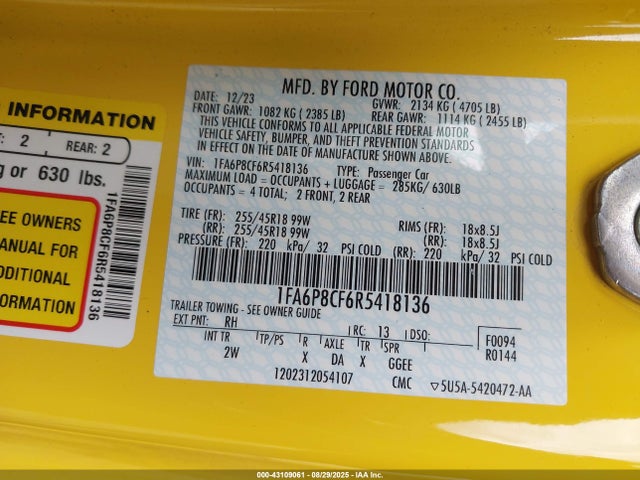 INFORMATION
: 2
REAR: 2
g or 630 lbs.
EE OWNERS
MANUAL FOR
DDITIONAL
FORMATION
1FA6P8CF6R5418136
MFD. BY FORD MOTOR CO.
DATE: 12/23 GVWR: 2134 KG (4705 LB)
FRONT GAWR: 1082 KG (2385 LB) REAR GAWR: 1114 KG (2455 LB)
THIS VEHICLE CONFORMS TO ALL APPLICABLE FEDERAL MOTOR
VEHICLE SAFETY, BUMPER, AND THEFT PREVENTION STANDARDS
IN EFFECT ON THE DATE OF MANUFACTURE SHOWN ABOVE.
VIN: 1FA6P8CF6R5418136 TYPE: Passenger Car
MAXIMUM LOAD = OCCUPANTS + LUGGAGE = 285KG/ 630LB
OCCUPANTS = 4 TOTAL; 2 FRONT, 2 REAR
TIRE (FR): 255/45R18 99W RIMS (FR): 18x8.5J
(RR): 255/45R18 99W (RR): 18x8.5J
PRESSURE (FR): 220 kPa/ 32 PSI COLD (RR): 220 kPa/ 32 PSI COLD
1FA6P8CF6R5418136
TRAILER TOWING - SEE OWNER GUIDE
EXT PNT: RH RC: 13 DSO: F0094
INT TR TP/PS R AXLE TR SPR R0144
2W X DA X GGEE
1202312054107 CMC ▽5U5A-5420472-AA
000-43109061 - 08/29/2025 - IAA Inc.